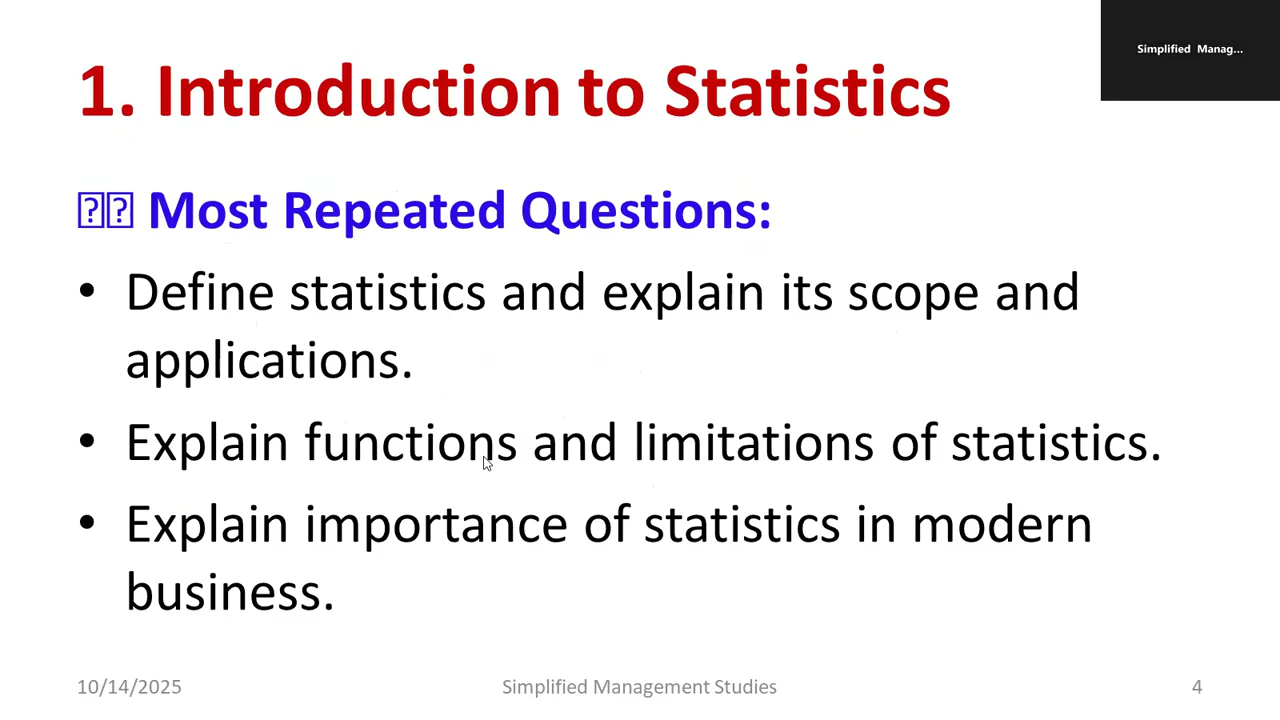 Simplified Manag...
1. Introduction to Statistics
Most Repeated Questions:
• Define statistics and explain its scope and
applications.
• Explain functions and limitations of statistics.
• Explain importance of statistics in modern
business.
10/14/2025
Simplified Management Studies
4